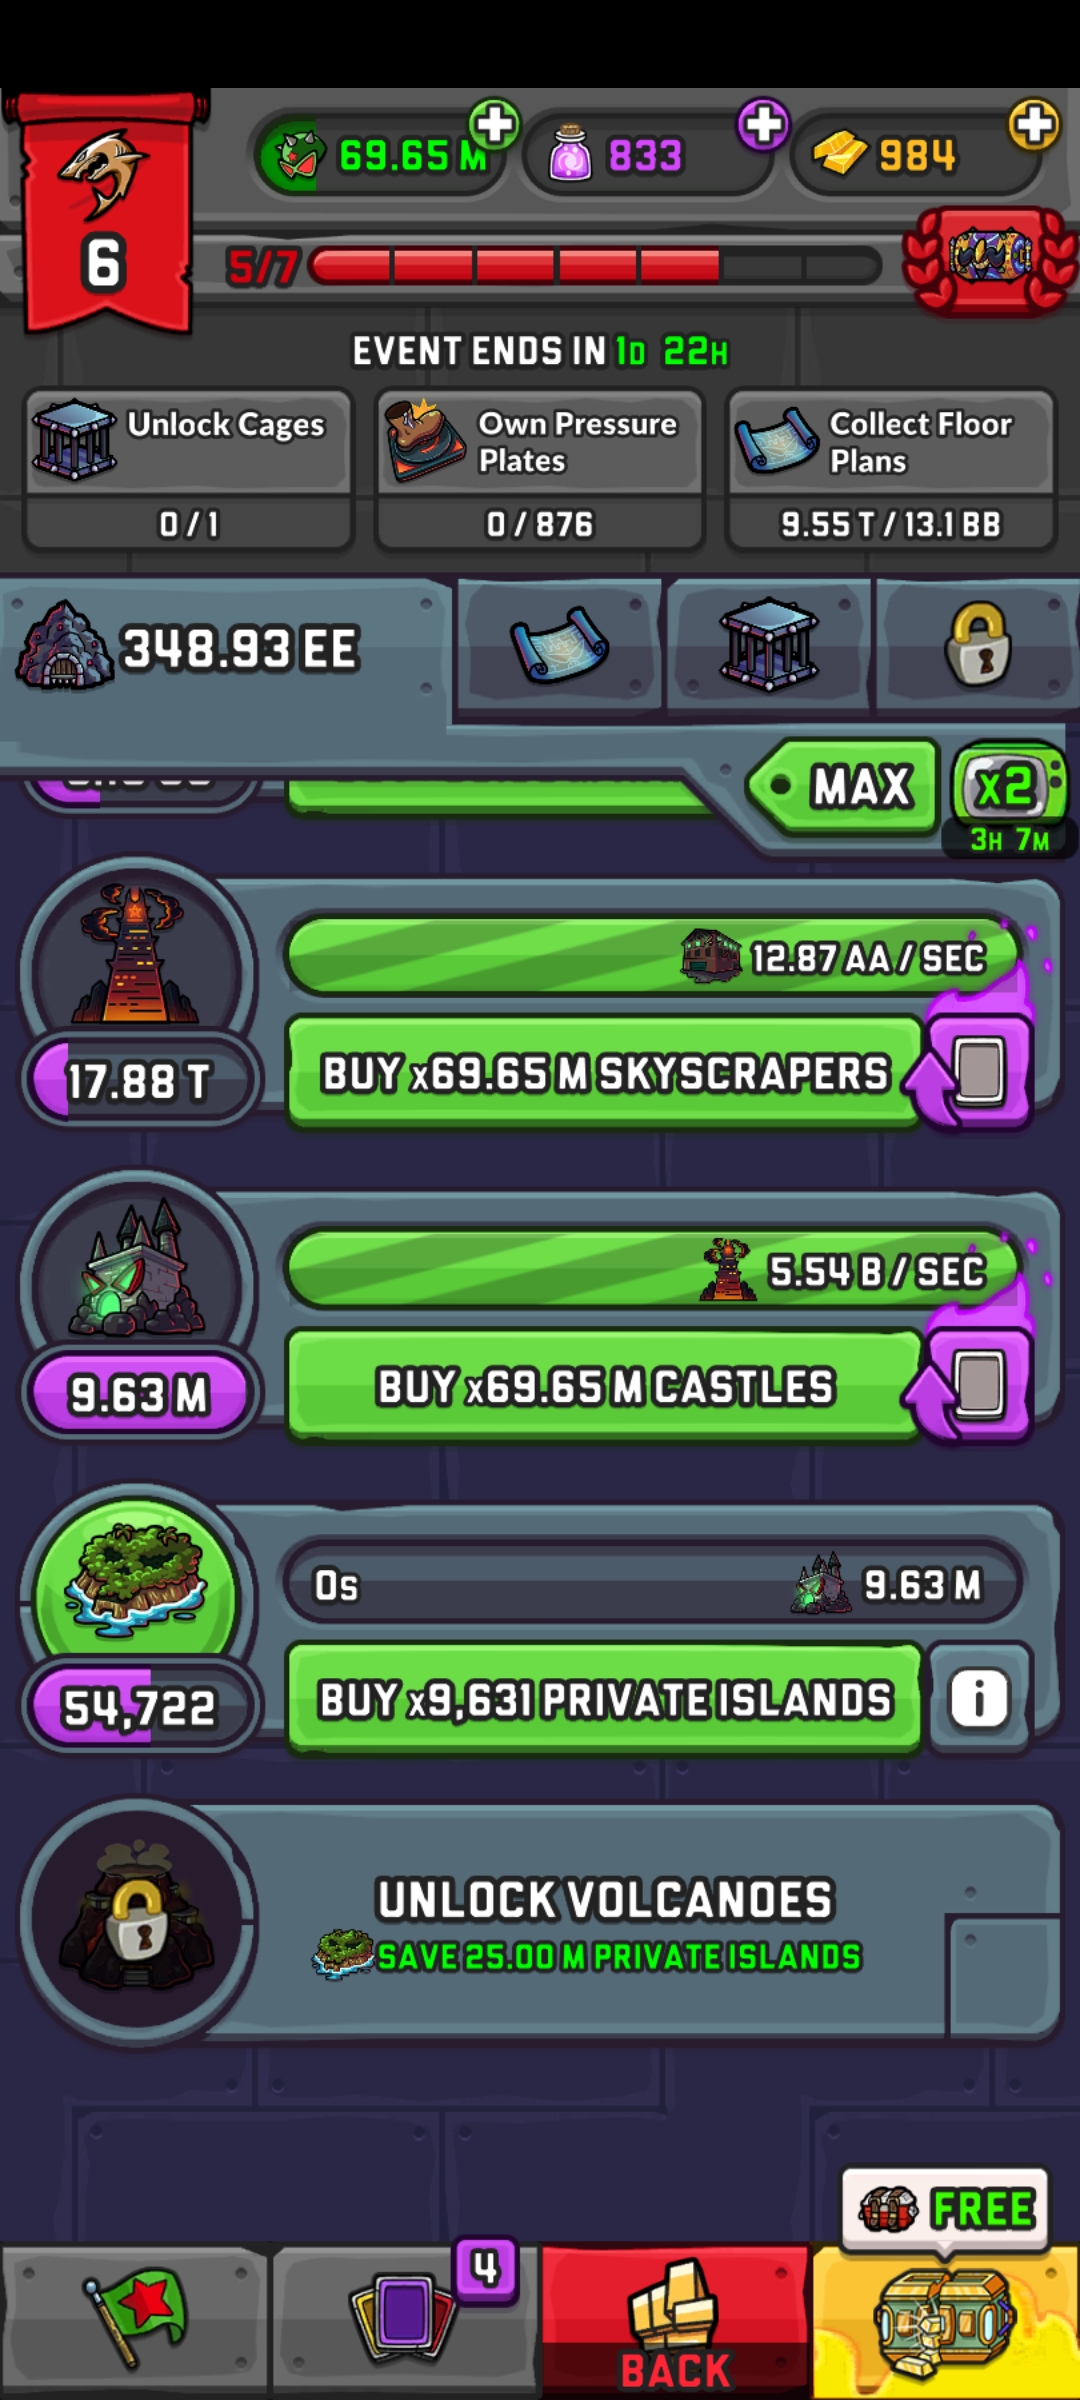 69.65 M
833
984
6
5/7
EVENT ENDS IN 1D 22H
Unlock Cages
0 / 1
Own Pressure
Plates
0 / 876
Collect Floor
Plans
9.55 T / 13.1 BB
348.93 EE
MAX
x2
3H 7M
12.87 AA / SEC
17.88 T
BUY x69.65 M SKYSCRAPERS
5.54 B / SEC
9.63 M
BUY x69.65 M CASTLES
0s
9.63 M
54,722
BUY x9,631 PRIVATE ISLANDS
i
UNLOCK VOLCANOES
SAVE 25.00 M PRIVATE ISLANDS
FREE
4
BACK